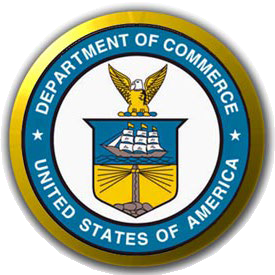 DEPARTMENT OF COMMERCE
UNITED STATES OF AMERICA